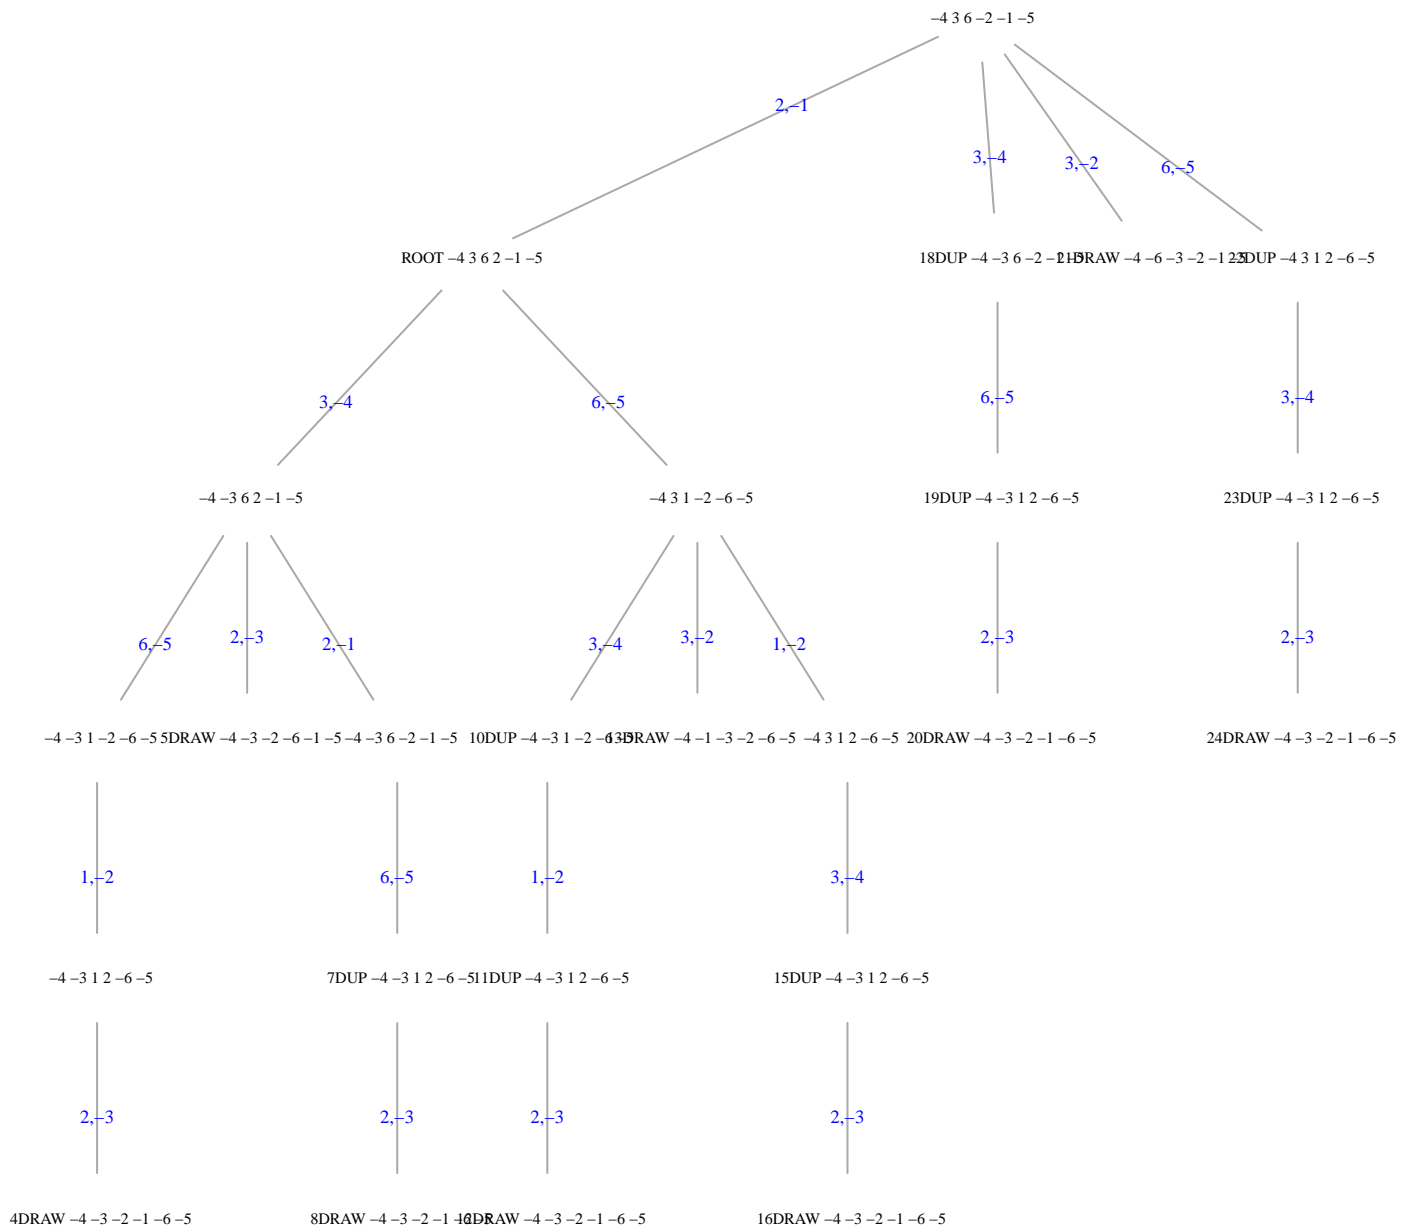 −4 3 6 −2 −1 −5
2,−1
3,−4
3,−2
6,−5
ROOT −4 3 6 2 −1 −5
18DUP −4 −3 6 −2 −1 −5
21DRAW −4 −6 −3 −2 −1 −5
22DUP −4 3 1 2 −6 −5
3,−4
6,−5
6,−5
3,−4
−4 −3 6 2 −1 −5
−4 3 1 −2 −6 −5
19DUP −4 −3 1 2 −6 −5
23DUP −4 −3 1 2 −6 −5
6,−5
2,−3
2,−1
3,−4
3,−2
1,−2
2,−3
2,−3
−4 −3 1 −2 −6 −5
5DRAW −4 −3 −2 −6 −1 −5
−4 −3 6 −2 −1 −5
10DUP −4 −3 1 −2 −6 −5
13DRAW −4 −1 −3 −2 −6 −5
−4 3 1 2 −6 −5
20DRAW −4 −3 −2 −1 −6 −5
24DRAW −4 −3 −2 −1 −6 −5
1,−2
6,−5
1,−2
3,−4
−4 −3 1 2 −6 −5
7DUP −4 −3 1 2 −6 −5
11DUP −4 −3 1 2 −6 −5
15DUP −4 −3 1 2 −6 −5
2,−3
2,−3
2,−3
2,−3
4DRAW −4 −3 −2 −1 −6 −5
8DRAW −4 −3 −2 −1 −6 −5
12DRAW −4 −3 −2 −1 −6 −5
16DRAW −4 −3 −2 −1 −6 −5